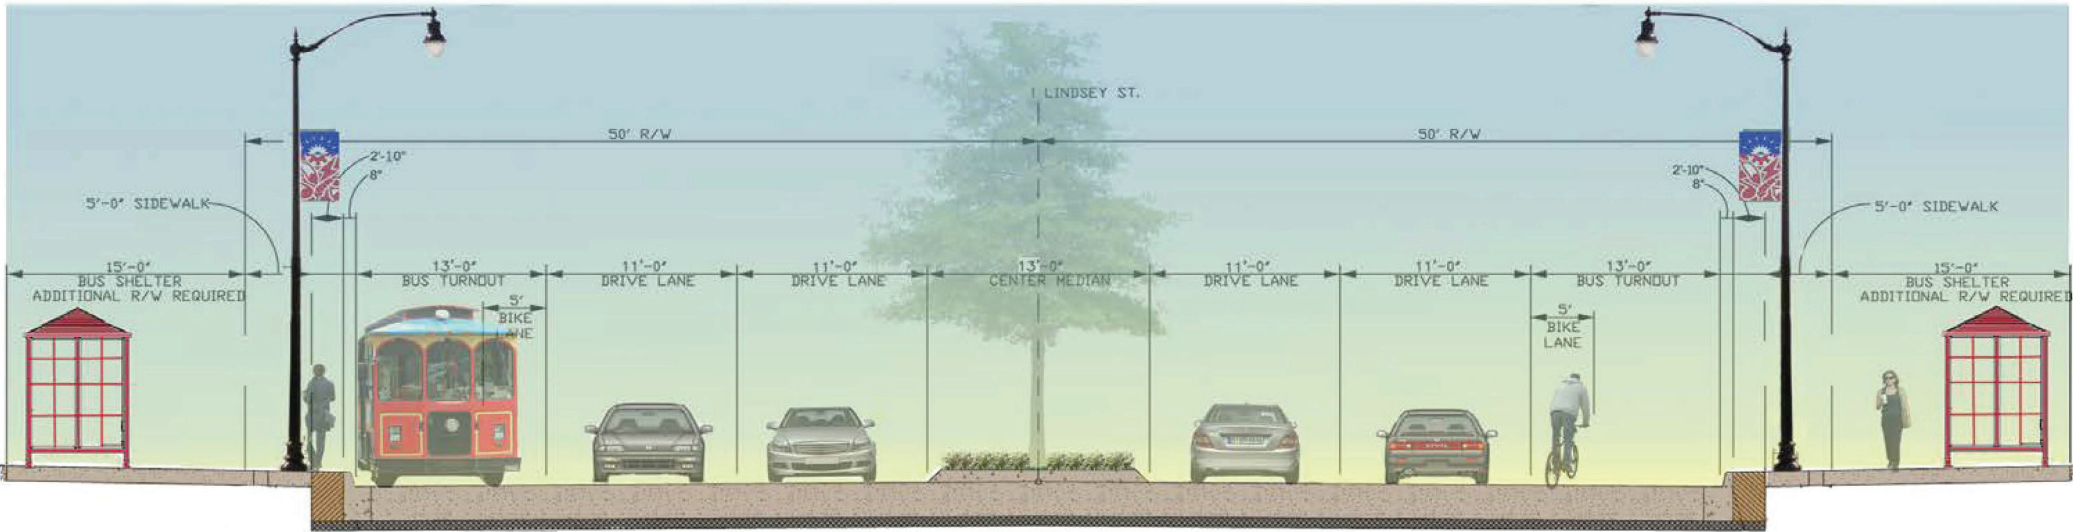 LINDSEY ST.
50' R/W
50' R/W
2'-10"
8"
2'-10"
8"
5'-0" SIDEWALK
5'-0" SIDEWALK
15'-0"
BUS SHELTER
ADDITIONAL R/W REQUIRED
13'-0"
BUS TURNOUT
11'-0"
DRIVE LANE
11'-0"
DRIVE LANE
13'-0"
CENTER MEDIAN
11'-0"
DRIVE LANE
11'-0"
DRIVE LANE
13'-0"
BUS TURNOUT
15'-0"
BUS SHELTER
ADDITIONAL R/W REQUIRED
5'
BIKE
LANE
5'
BIKE
LANE